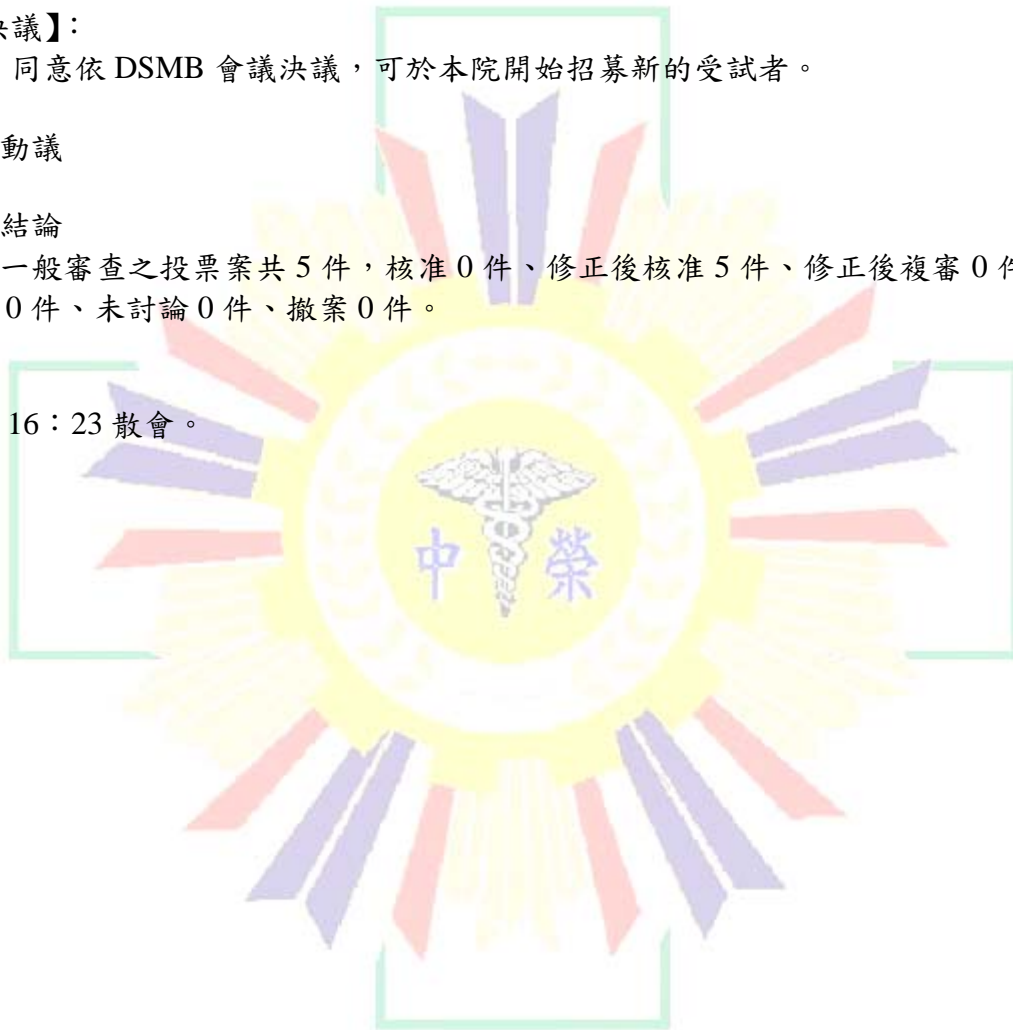 決議】:
同意依 DSMB 會議決議，可於本院開始招募新的受試者。
動議
結論
一般審查之投票案共 5 件，核准 0 件、修正後核准 5 件、修正後複審 0 件
0 件、未討論 0 件、撤案 0 件。
16：23 散會。
中 榮